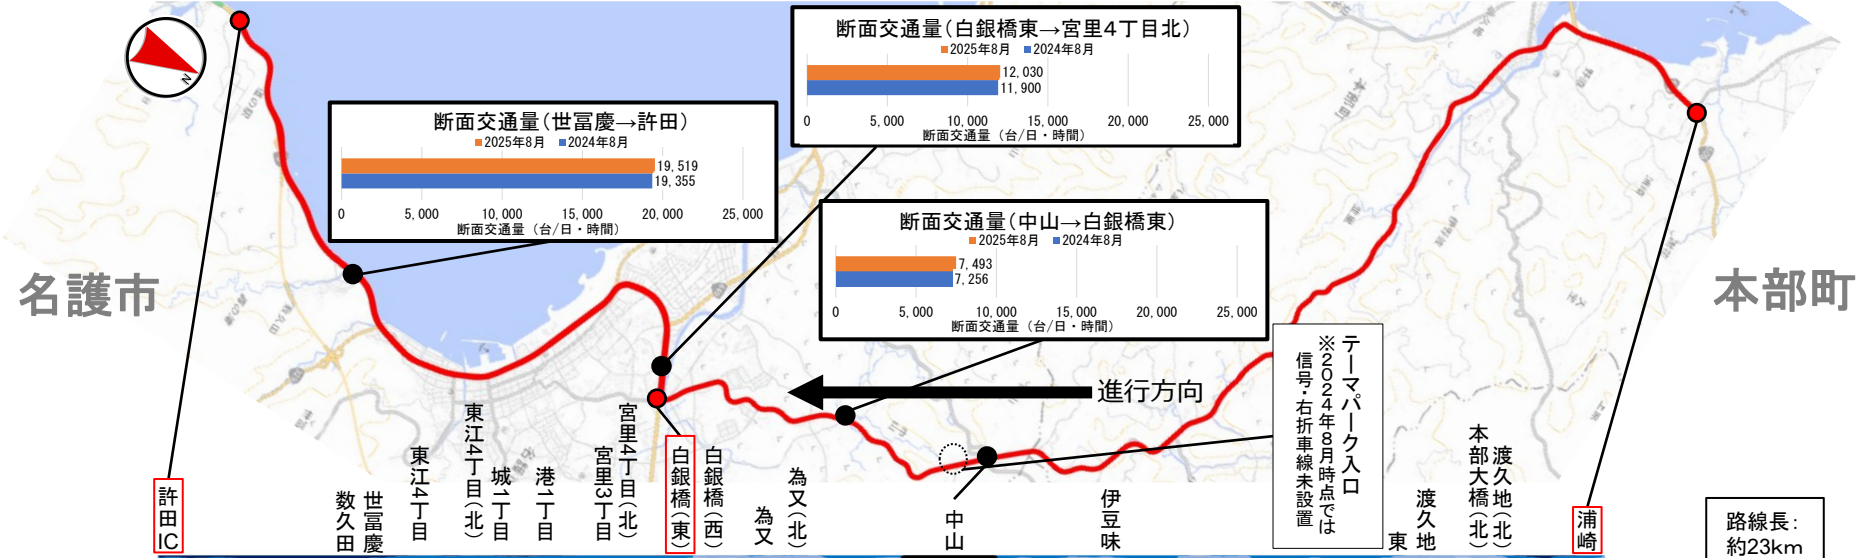 断面交通量(白銀橋東→宮里4丁目北)
■2025年8月 ■2024年8月
12,030
11,900
0 5,000 10,000 15,000 20,000 25,000
断面交通量(台/日・時間)
断面交通量(世冨慶→許田)
■2025年8月 ■2024年8月
19,519
19,355
0 5,000 10,000 15,000 20,000 25,000
断面交通量(台/日・時間)
断面交通量(中山→白銀橋東)
■2025年8月 ■2024年8月
7,493
7,256
0 5,000 10,000 15,000 20,000 25,000
断面交通量(台/日・時間)
N
名護市
本部町
進行方向
テーマパーク入口
※2024年8月時点では
信号・右折車線未設置
許田IC
数久田
世冨慶
東江4丁目
東江4丁目(北)
城1丁目
港1丁目
宮里3丁目
宮里4丁目(北)
白銀橋(東)
白銀橋(西)
為又
為又(北)
中山
伊豆味
東
渡久地
本部大橋(北)
渡久地(北)
浦崎
路線長:
約23km